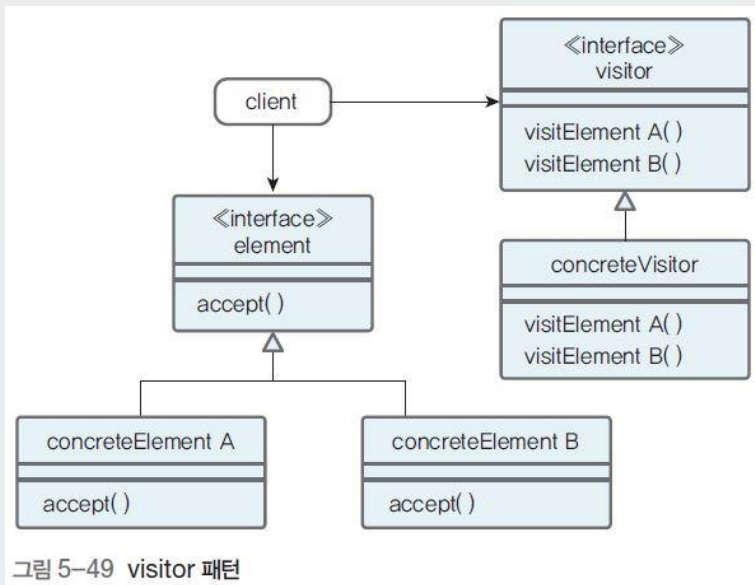 client
≪interface≫
visitor
visitElement A( )
visitElement B( )
≪interface≫
element
accept( )
concreteVisitor
visitElement A( )
visitElement B( )
concreteElement A
accept( )
concreteElement B
accept( )
그림 5-49 visitor 패턴